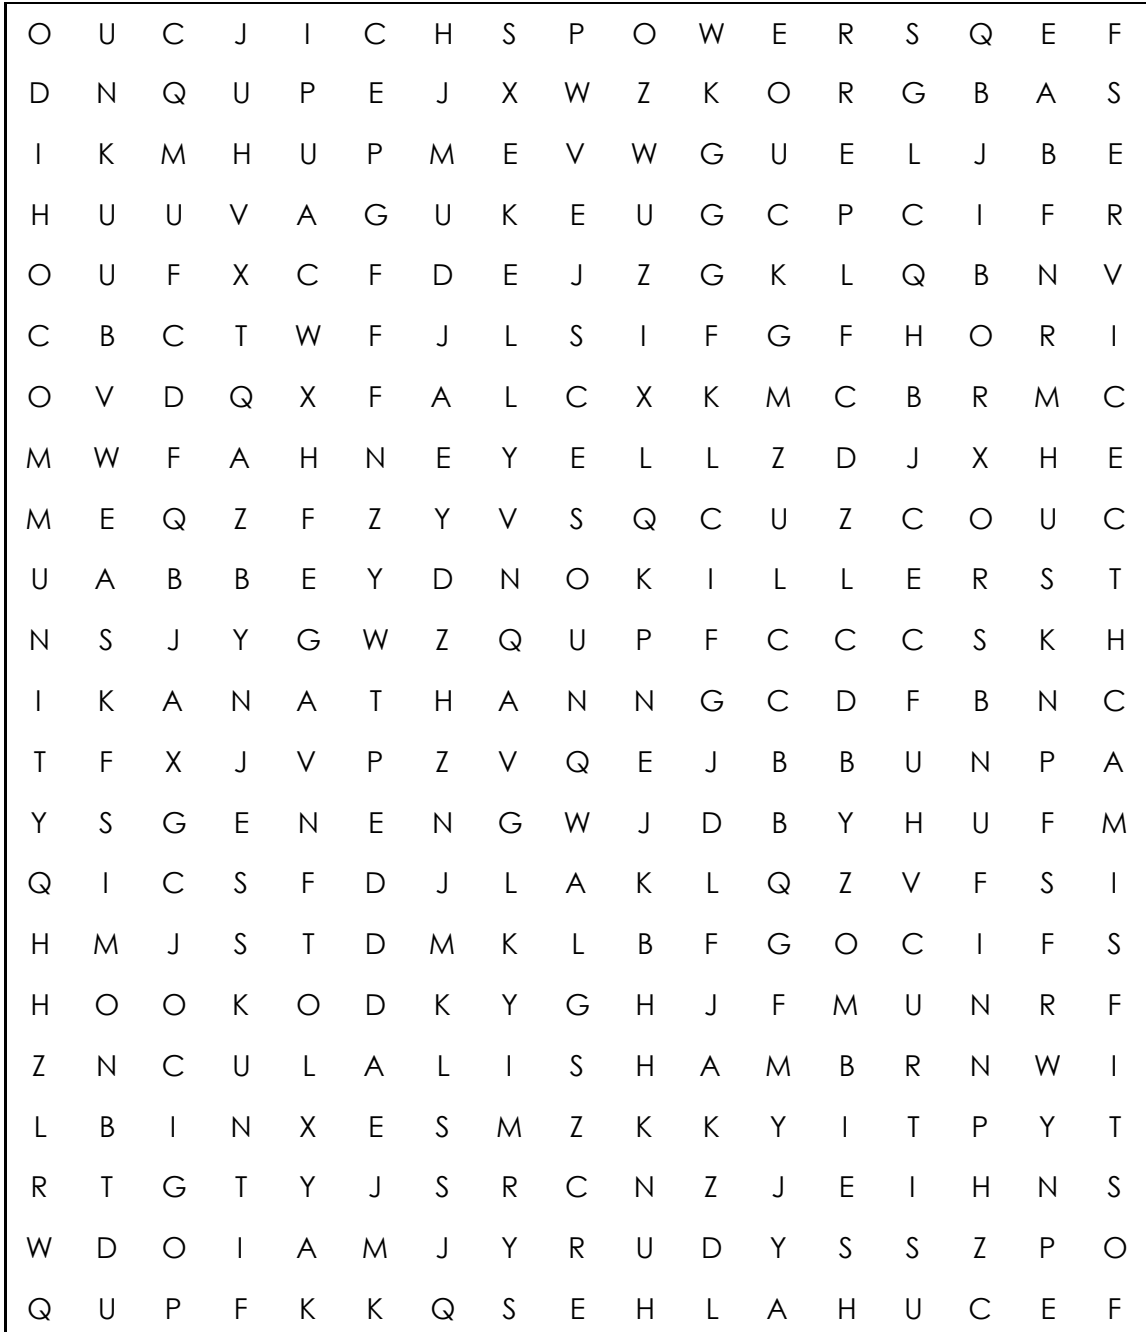 O U C J I C H S P O W E R S Q E F
D N Q U P E J X W Z K O R G B A S
I K M H U P M E V W G U E L J B E
H U U V A G U K E U G C P C I F R
O U F X C F D E J Z G K L Q B N V
C B C T W F J L S I F G F H O R I
O V D Q X F A L C X K M C B R M C
M W F A H N E Y E L L Z D J X H E
M E Q Z F Z Y V S Q C U Z C O U C
U A B B E Y D N O K I L L E R S T
N S J Y G W Z Q U P F C C C S K H
I K A N A T H A N N G C D F B N C
T F X J V P Z V Q E J B B U N P A
Y S G E N E N G W J D B Y H U F M
Q I C S F D J L A K L Q Z V F S I
H M J S T D M K L B F G O C I F S
H O O K O D K Y G H J F M U N R F
Z N C U L A L I S H A M B R N W I
L B I N X E S M Z K K Y I T P Y T
R T G T Y J S R C N Z J E I H N S
W D O I A M J Y R U D Y S S Z P O
Q U P F K K Q S E H L A H U C E F